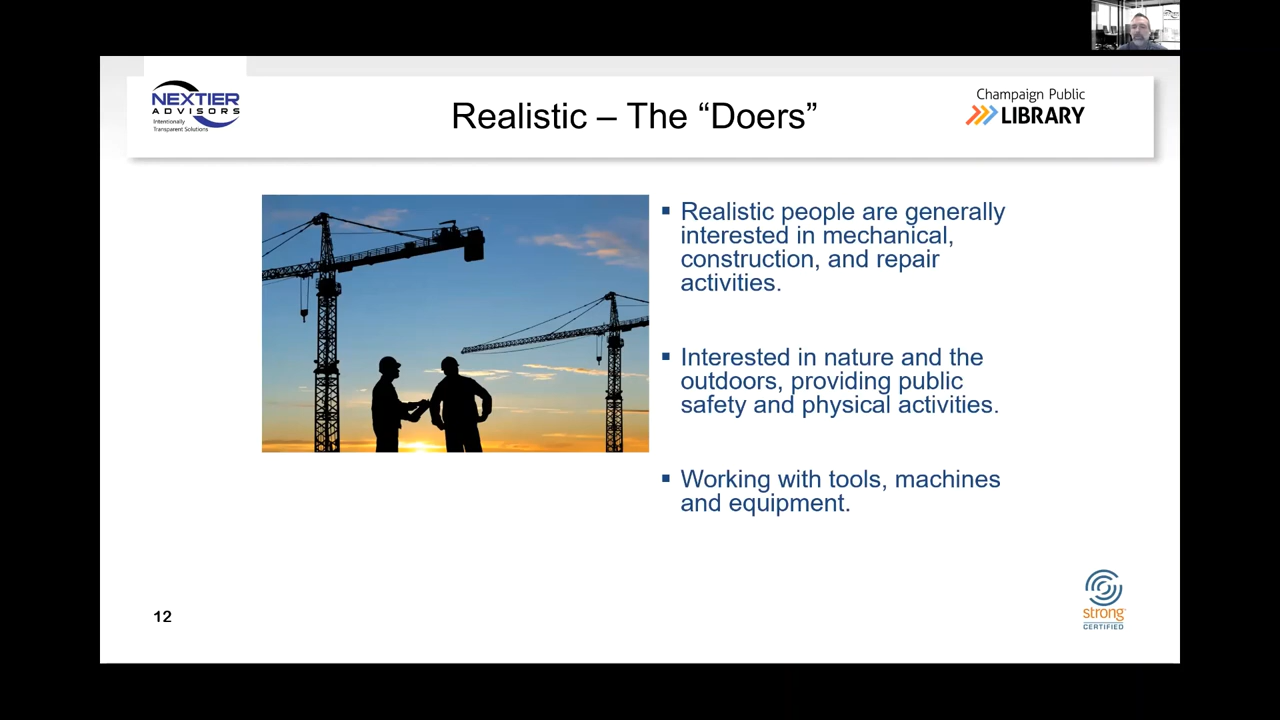 NEXTIER
ADVISORS
Intentionally
Transparent Solutions
Realistic – The “Doers”
Champaign Public
LIBRARY
▪ Realistic people are generally
interested in mechanical,
construction, and repair
activities.
▪ Interested in nature and the
outdoors, providing public
safety and physical activities.
▪ Working with tools, machines
and equipment.
12
strong
CERTIFIED